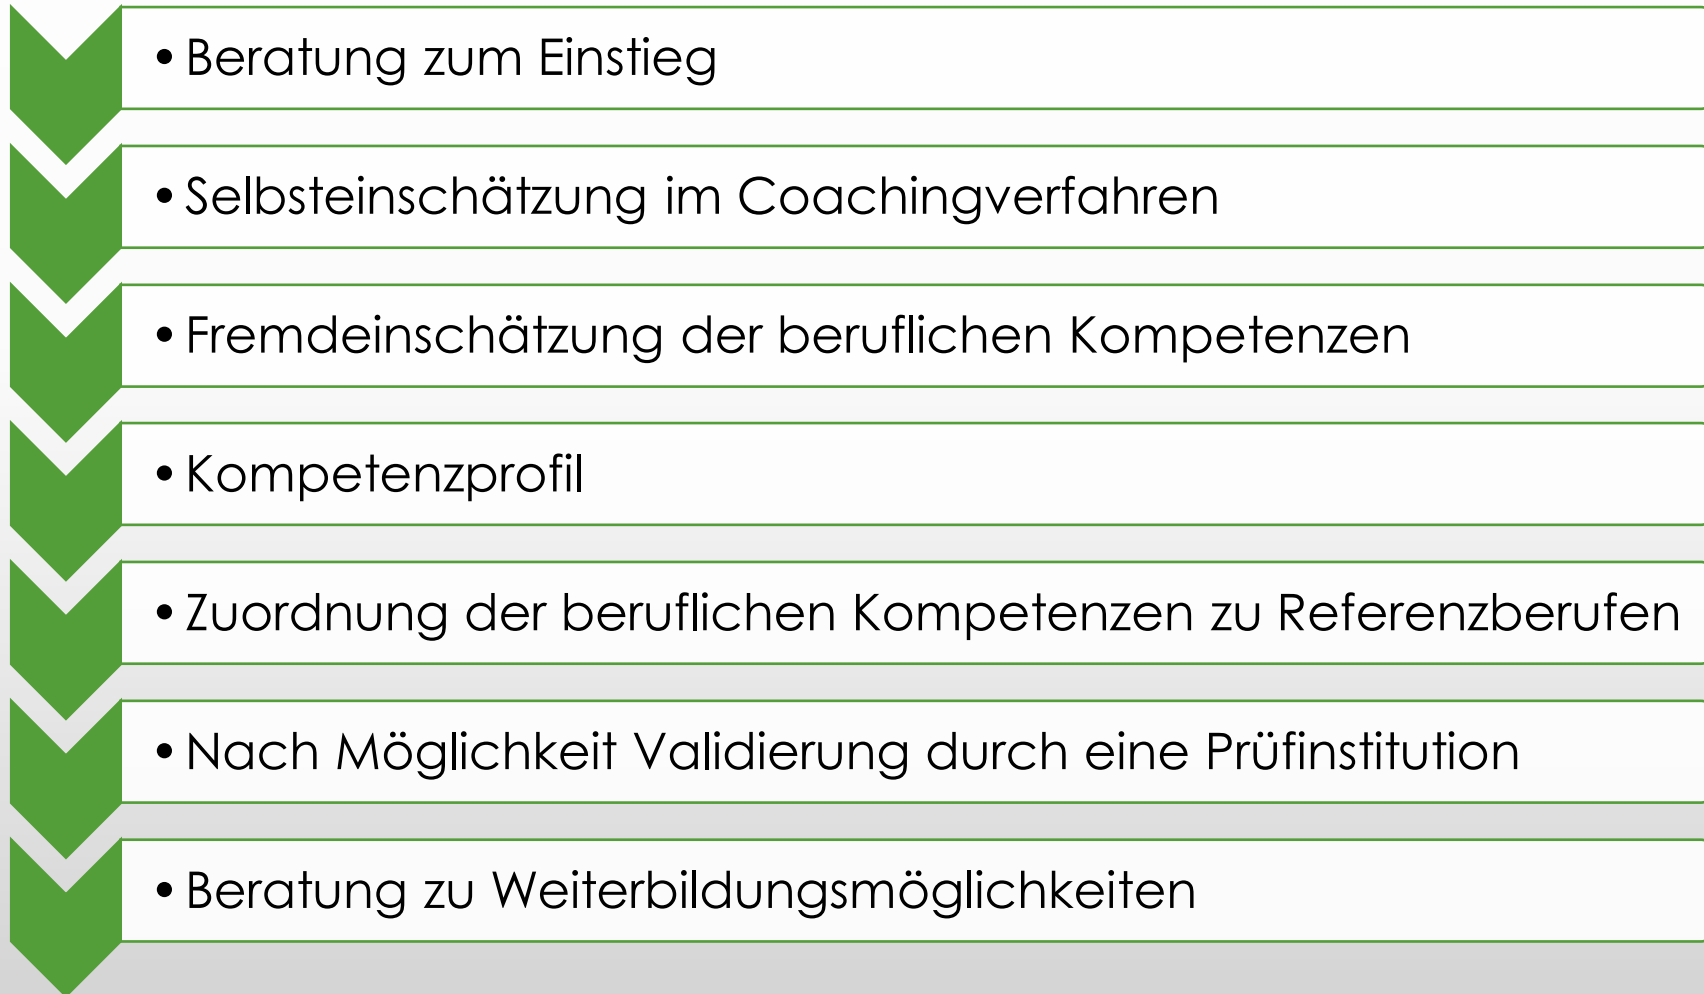 • Beratung zum Einstieg
• Selbsteinschätzung im Coachingverfahren
• Fremdeinschätzung der beruflichen Kompetenzen
• Kompetenzprofil
• Zuordnung der beruflichen Kompetenzen zu Referenzberufen
• Nach Möglichkeit Validierung durch eine Prüfinstitution
• Beratung zu Weiterbildungsmöglichkeiten